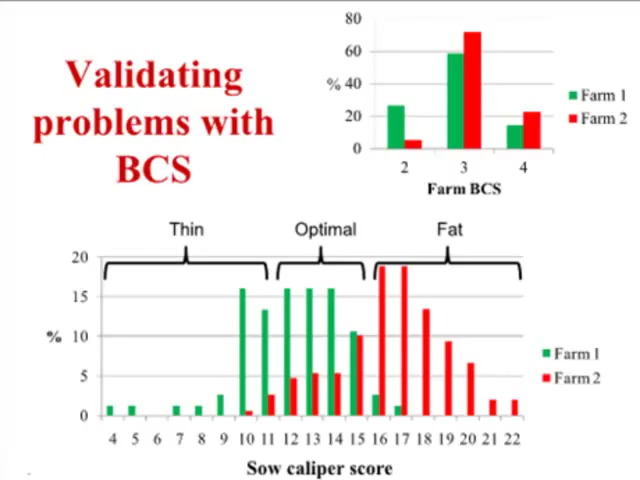 Validating
problems with
BCS
80
60
% 40
20
0
2 3 4
Farm BCS
Farm 1
Farm 2
Thin Optimal Fat
20
15
%
10
5
0
4 5 6 7 8 9 10 11 12 13 14 15 16 17 18 19 20 21 22
Sow caliper score
Farm 1
Farm 2